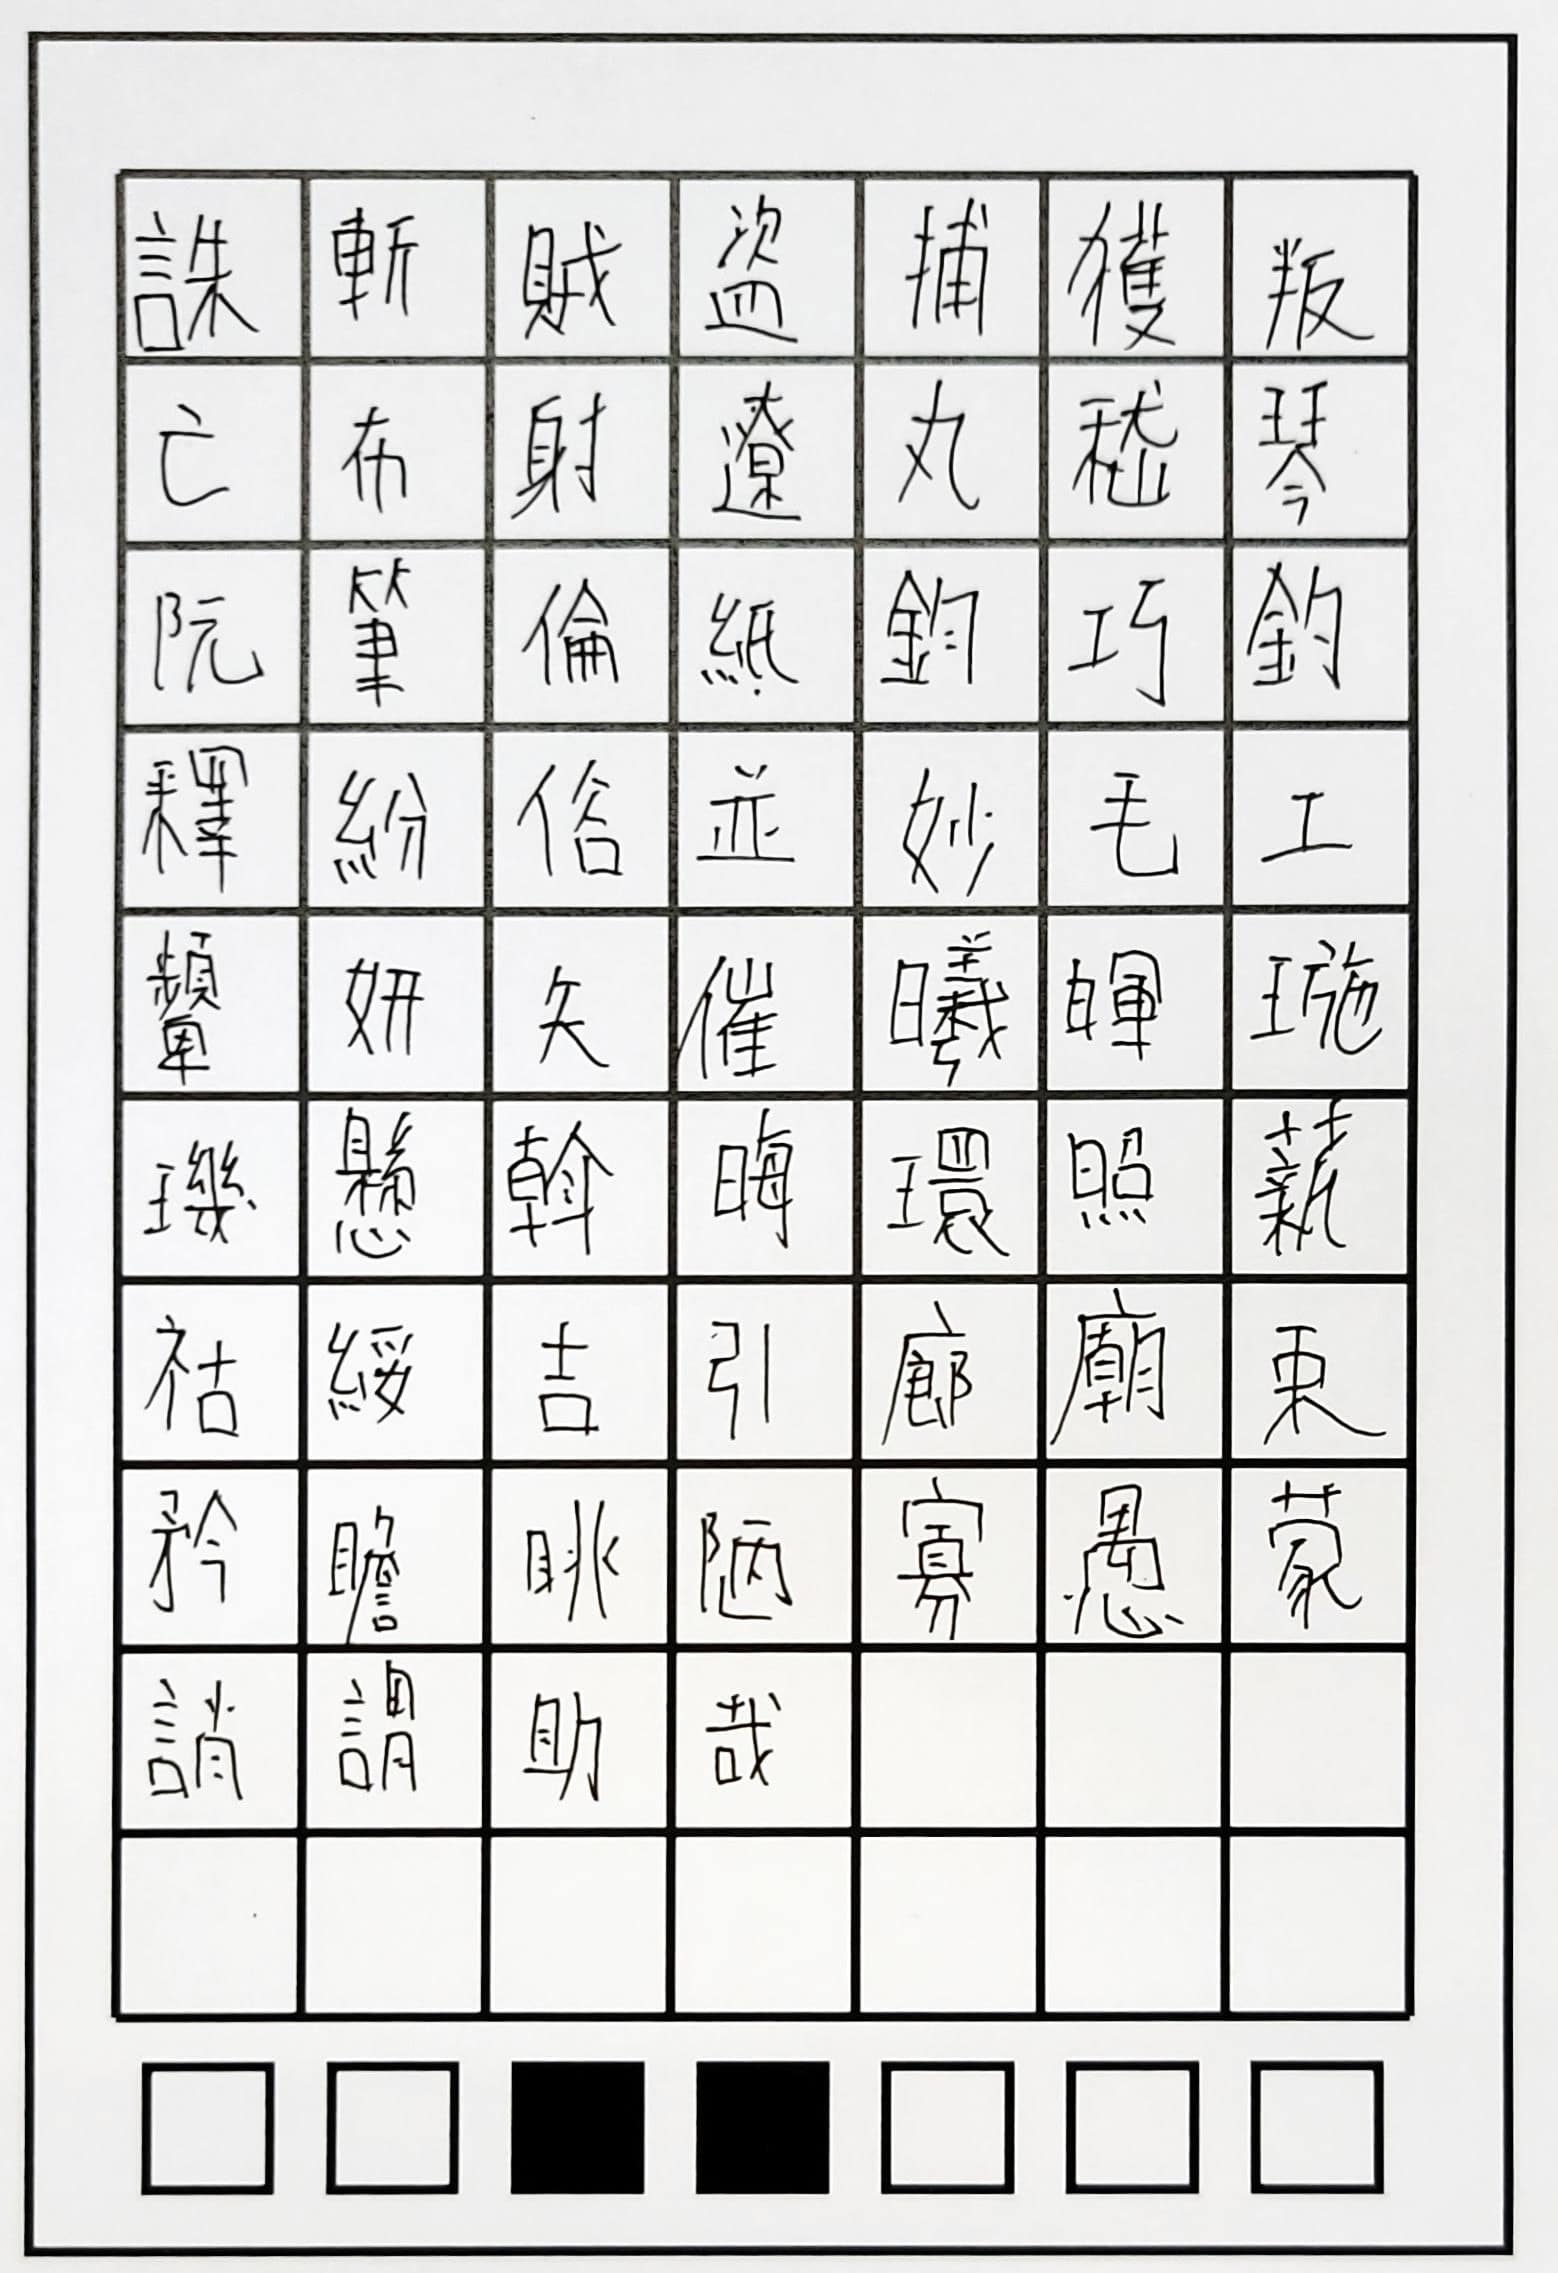 誅斬賊盜捕獲叛
亡布射遼丸嵇琴
阮筆倫紙鈞巧釣
釋紛俗並妙毛工
顰妍矢催曦暉璇
璣懸斡晦環照薪
祜綏吉引廊廟束
矜瞻眺陋寡愚蒙
誚謂助哉